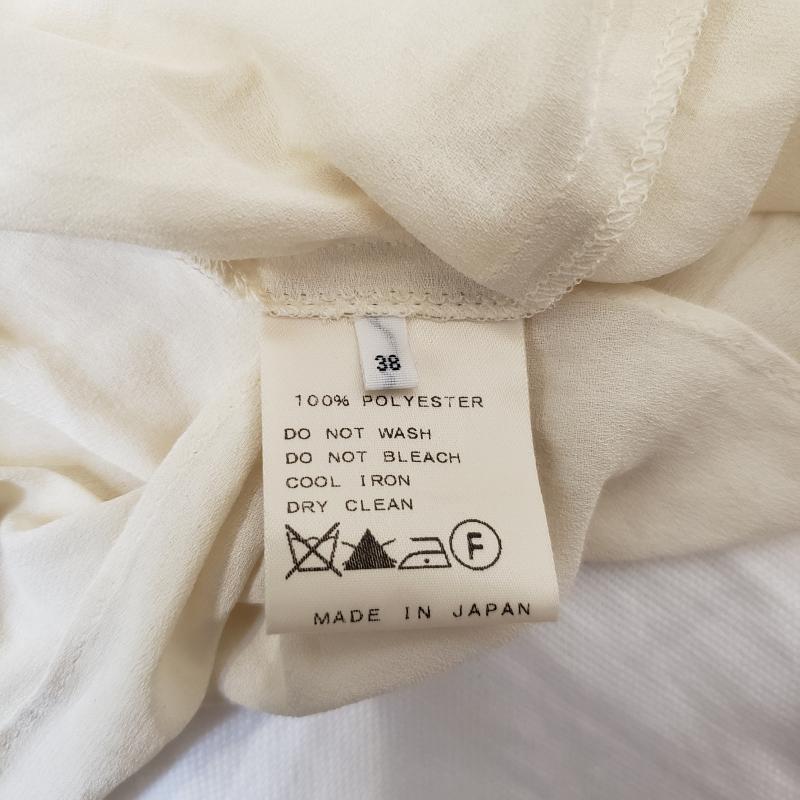 38
100% POLYESTER
DO NOT WASH
DO NOT BLEACH
COOL IRON
DRY CLEAN
F
MADE IN JAPAN